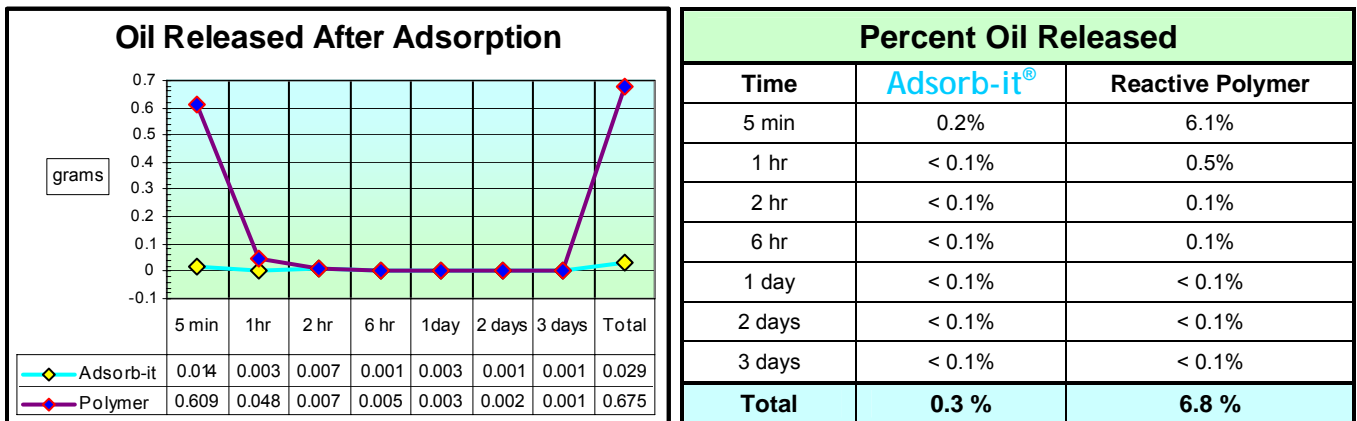 Oil Released After Adsorption
grams
0.7
0.6
0.5
0.4
0.3
0.2
0.1
0
-0.1
5 min 1hr 2 hr 6 hr 1day 2 days 3 days Total
Adsorb-it 0.014 0.003 0.007 0.001 0.003 0.001 0.001 0.029
Polymer 0.609 0.048 0.007 0.005 0.003 0.002 0.001 0.675
Percent Oil Released
Time Adsorb-it® Reactive Polymer
5 min 0.2% 6.1%
1 hr < 0.1% 0.5%
2 hr < 0.1% 0.1%
6 hr < 0.1% 0.1%
1 day < 0.1% < 0.1%
2 days < 0.1% < 0.1%
3 days < 0.1% < 0.1%
Total 0.3 % 6.8 %